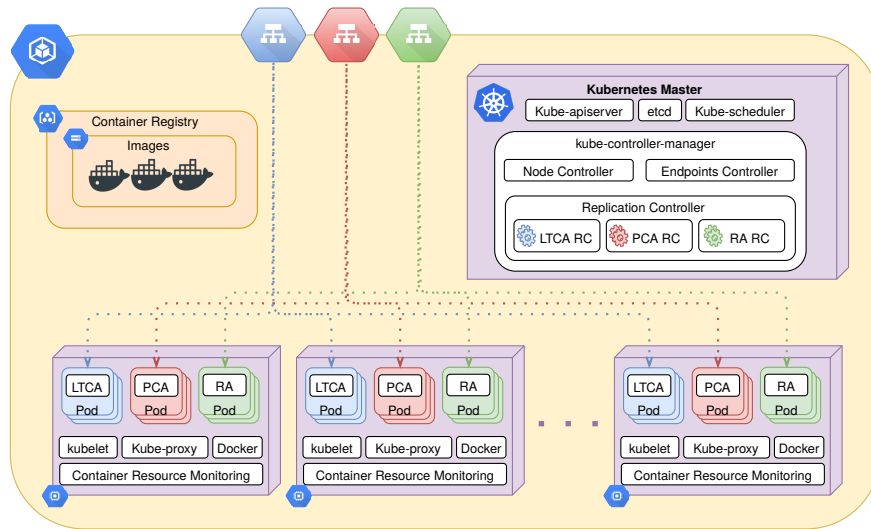 Container Registry
Images
Kubernetes Master
Kube-apiserver etcd Kube-scheduler
kube-controller-manager
Node Controller Endpoints Controller
Replication Controller
LTCA RC PCA RC RA RC
LTCA PCA RA
Pod Pod Pod
kubelet Kube-proxy Docker
Container Resource Monitoring
LTCA PCA RA
Pod Pod Pod
kubelet Kube-proxy Docker
Container Resource Monitoring
LTCA PCA RA
Pod Pod Pod
kubelet Kube-proxy Docker
Container Resource Monitoring